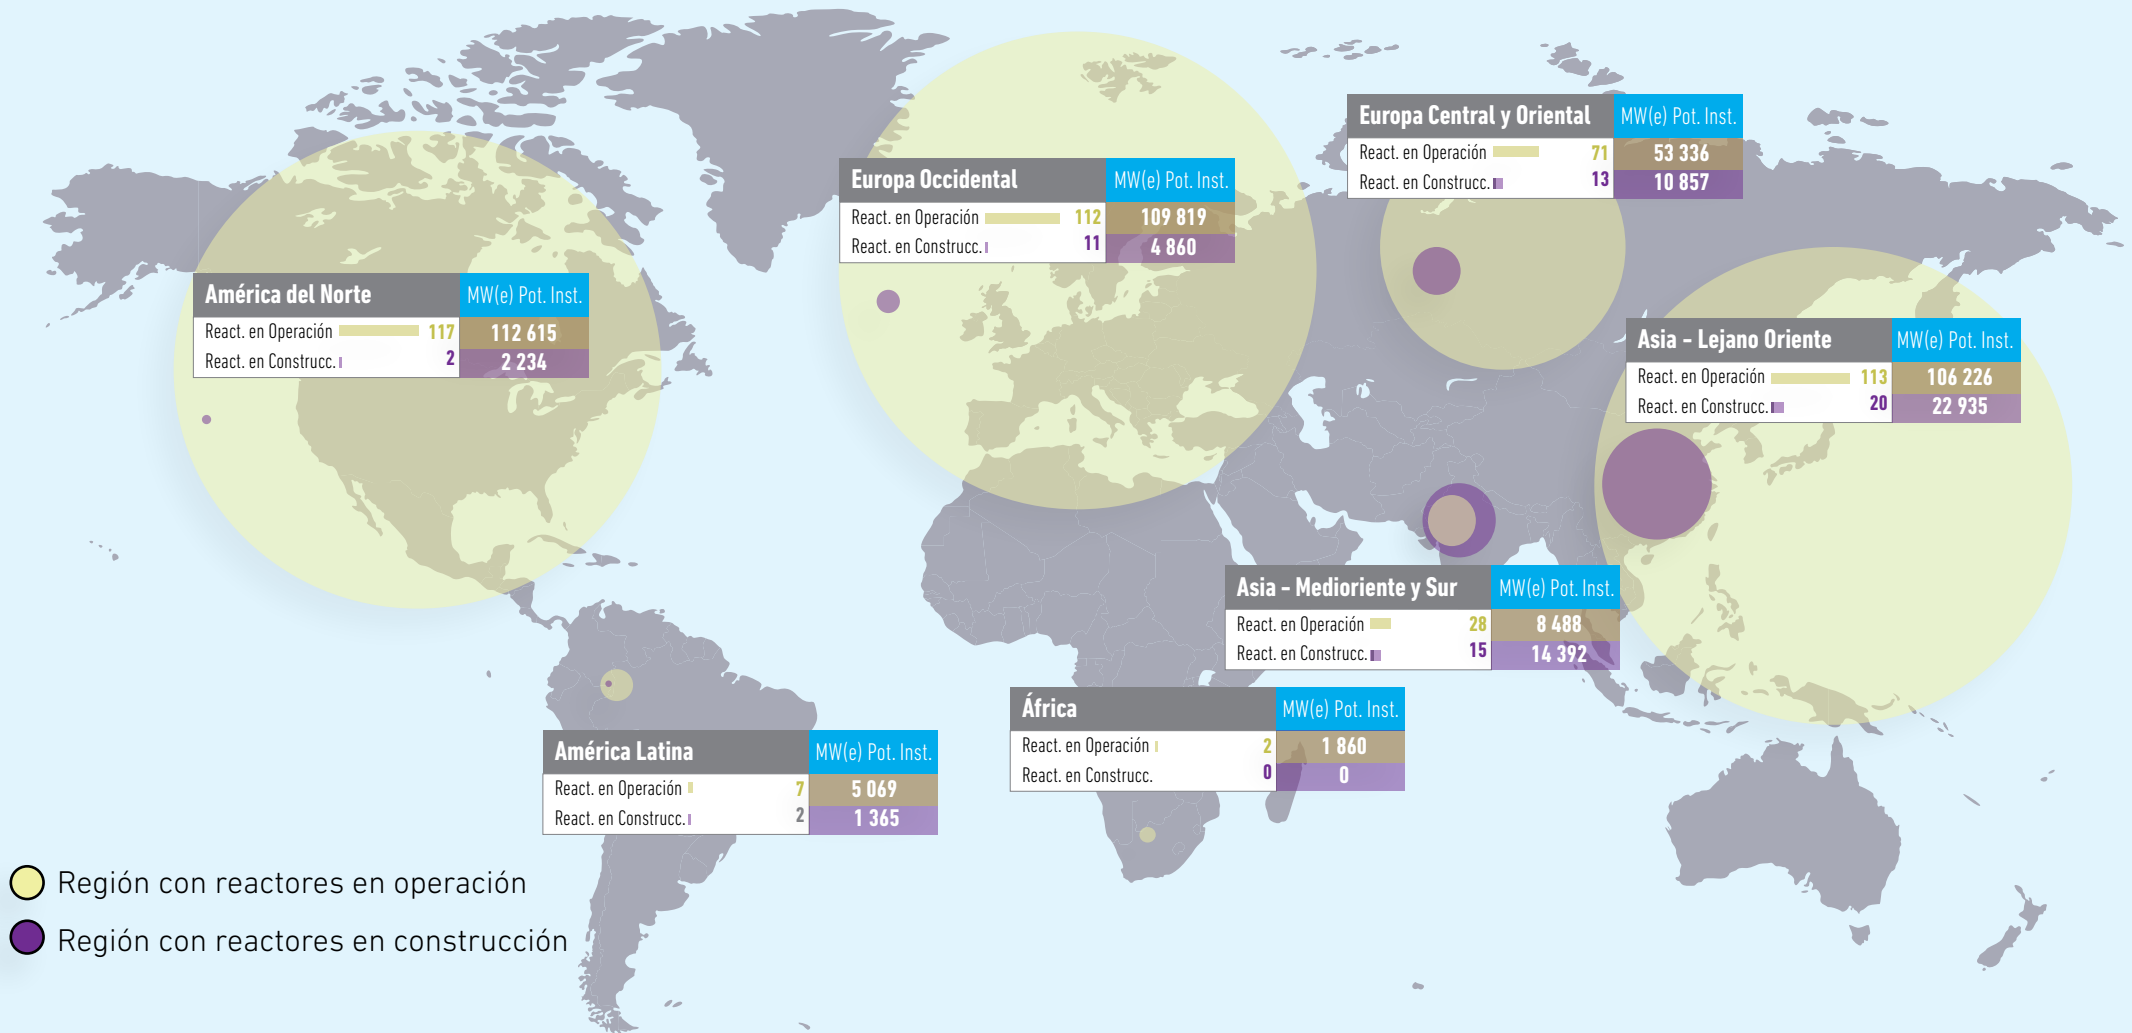 Europa Central y Oriental MW(e) Pot. Inst.
React. en Operación 71 53 336
React. en Construcc. 13 10 857
Europa Occidental MW(e) Pot. Inst.
React. en Operación 112 109 819
React. en Construcc. 11 4 860
América del Norte MW(e) Pot. Inst.
React. en Operación 117 112 615
React. en Construcc. 2 2 234
Asia - Lejano Oriente MW(e) Pot. Inst.
React. en Operación 113 106 226
React. en Construcc. 20 22 935
Asia - Medioriente y Sur MW(e) Pot. Inst.
React. en Operación 28 8 488
React. en Construcc. 15 14 392
África MW(e) Pot. Inst.
React. en Operación 2 1 860
React. en Construcc. 0 0
América Latina MW(e) Pot. Inst.
React. en Operación 7 5 069
React. en Construcc. 2 1 365
Región con reactores en operación
Región con reactores en construcción